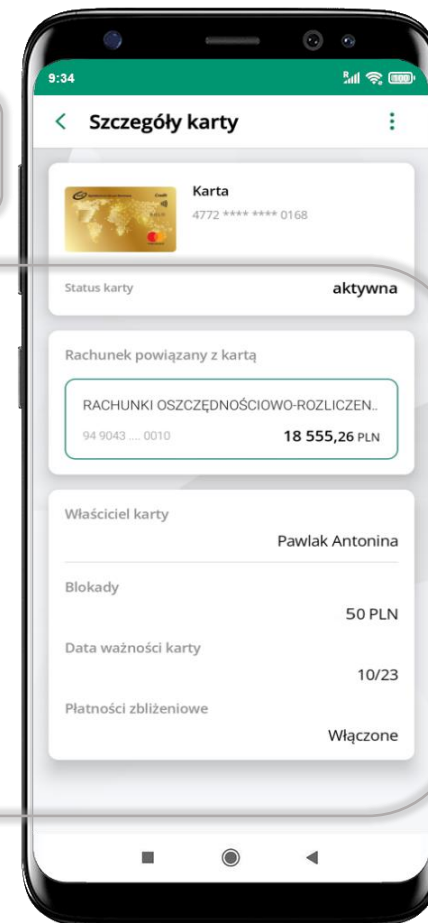 9:34
Szczegóły karty
Credit
Karta
4772 **** **** 0168
Status karty
aktywna
Rachunek powiązany z kartą
RACHUNKI OSZCZĘDNOŚCIOWO-ROZLICZEN..
94 9043 .... 0010
18 555,26 PLN
Właściciel karty
Pawlak Antonina
Blokady
50 PLN
Data ważności karty
10/23
Płatności zbliżeniowe
Włączone